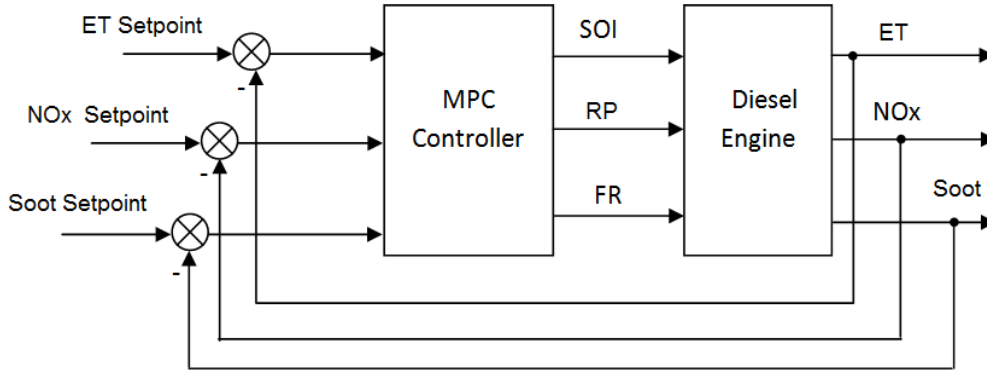 ET Setpoint
SOI
ET
NOx Setpoint
MPC
Controller
RP
Diesel
Engine
NOx
Soot Setpoint
FR
Soot
-
-
-